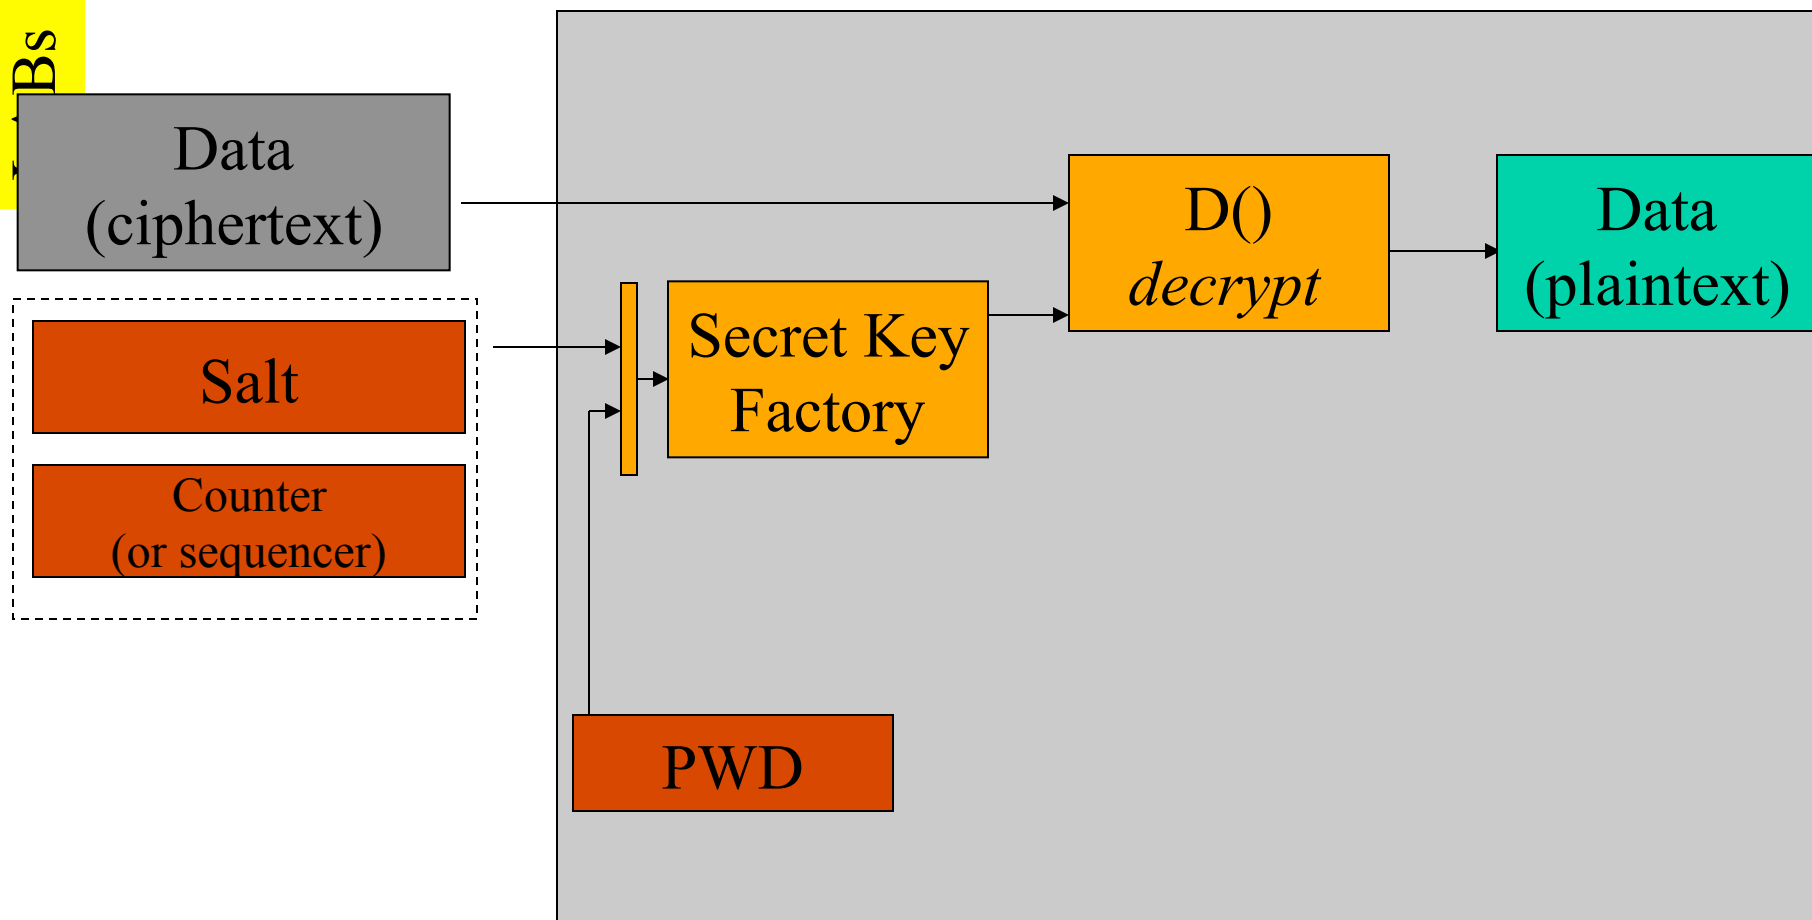 Data
(ciphertext)
Salt
Counter
(or sequencer)
Secret Key
Factory
D()
decrypt
Data
(plaintext)
PWD